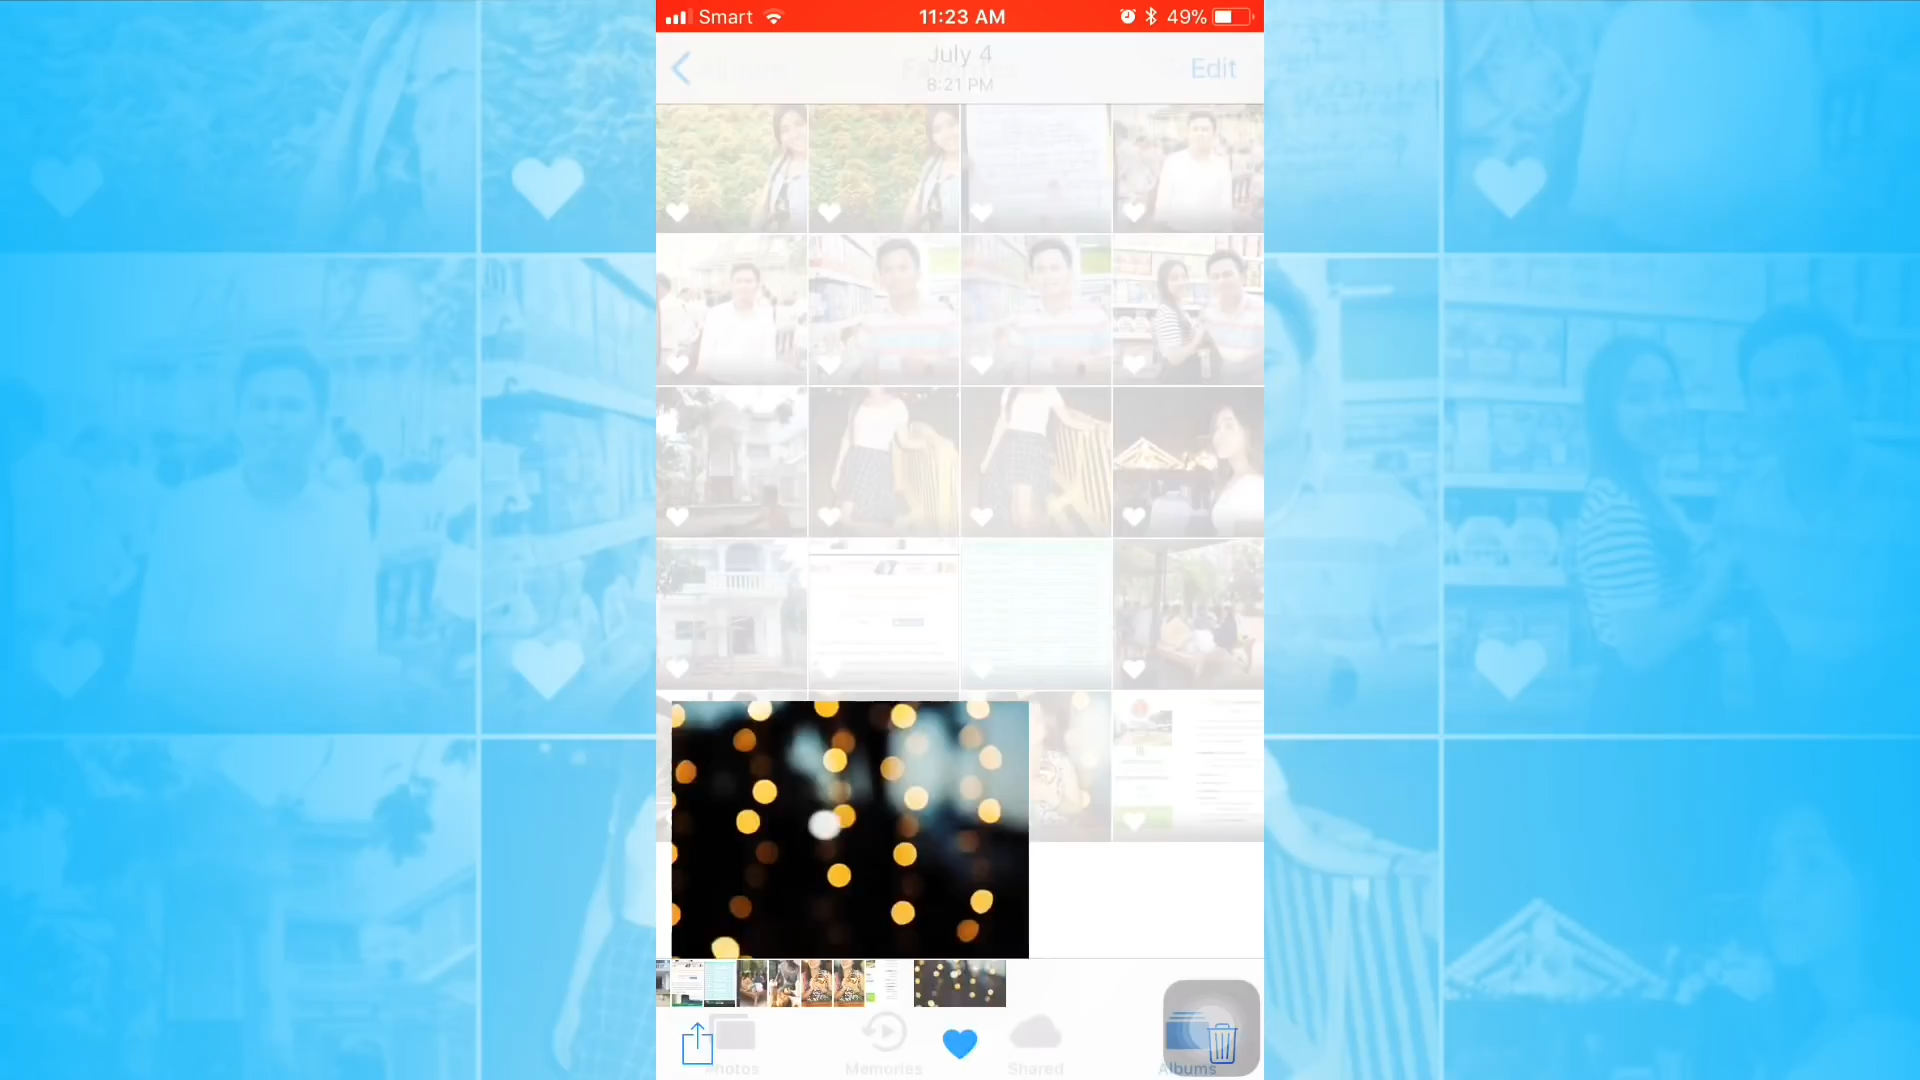 Smart 11:23 AM 49%
July 4
8:21 PM
Edit
Photos Memories Shared Albums